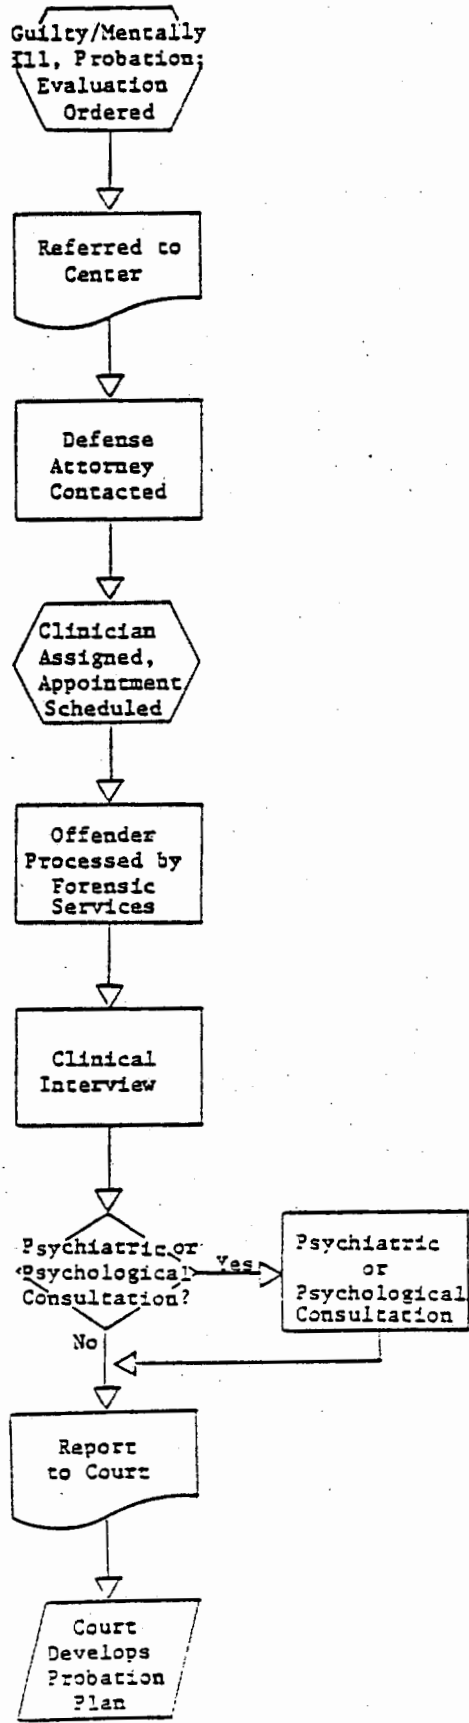 Guilty/Mentally
Ill, Probation;
Evaluation
Ordered
Referred to
Center
Defense
Attorney
Contacted
Clinician
Assigned,
Appointment
Scheduled
Offender
Processed by
Forensic
Services
Clinical
Interview
Psychiatric or
Psychological
Consultation?
Yes
Psychiatric
or
Psychological
Consultation
No
Report
to Court
Court
Develops
Probation
Plan